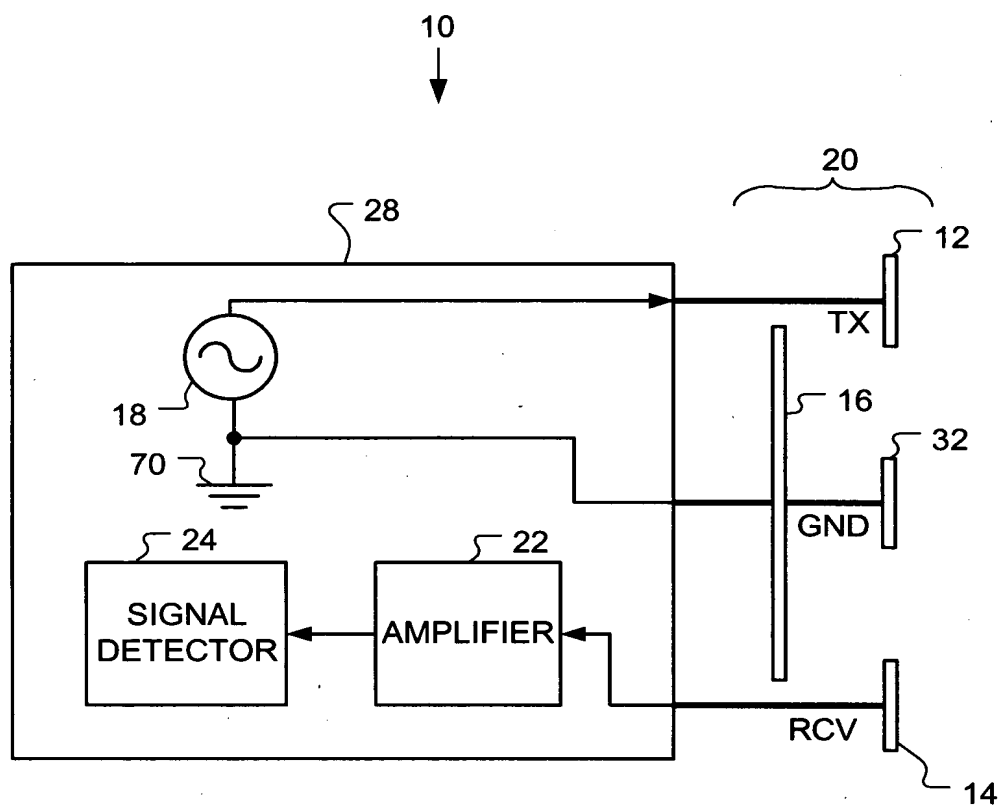 10
20
28
12
TX
18
16
32
70
GND
24
22
SIGNAL
DETECTOR
AMPLIFIER
RCV
14